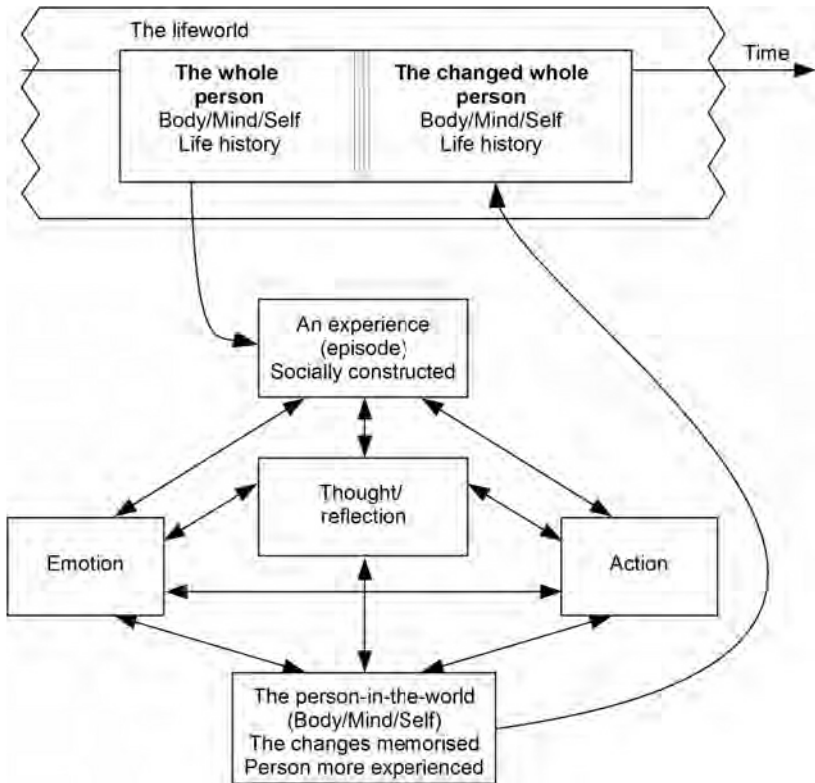 The lifeworld
Time
The whole
person
Body/Mind/Self
Life history
The changed whole
person
Body/Mind/Self
Life history
An experience
(episode)
Socially constructed
Thought/
reflection
Emotion
Action
The person-in-the-world
(Body/Mind/Self)
The changes memorised
Person more experienced